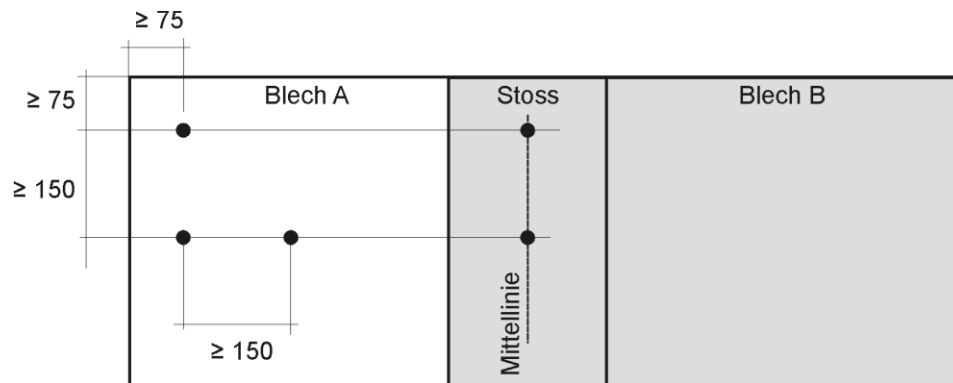 ≥ 75
≥ 75
Blech A
Stoss
Blech B
≥ 150
Mittellinie
≥ 150